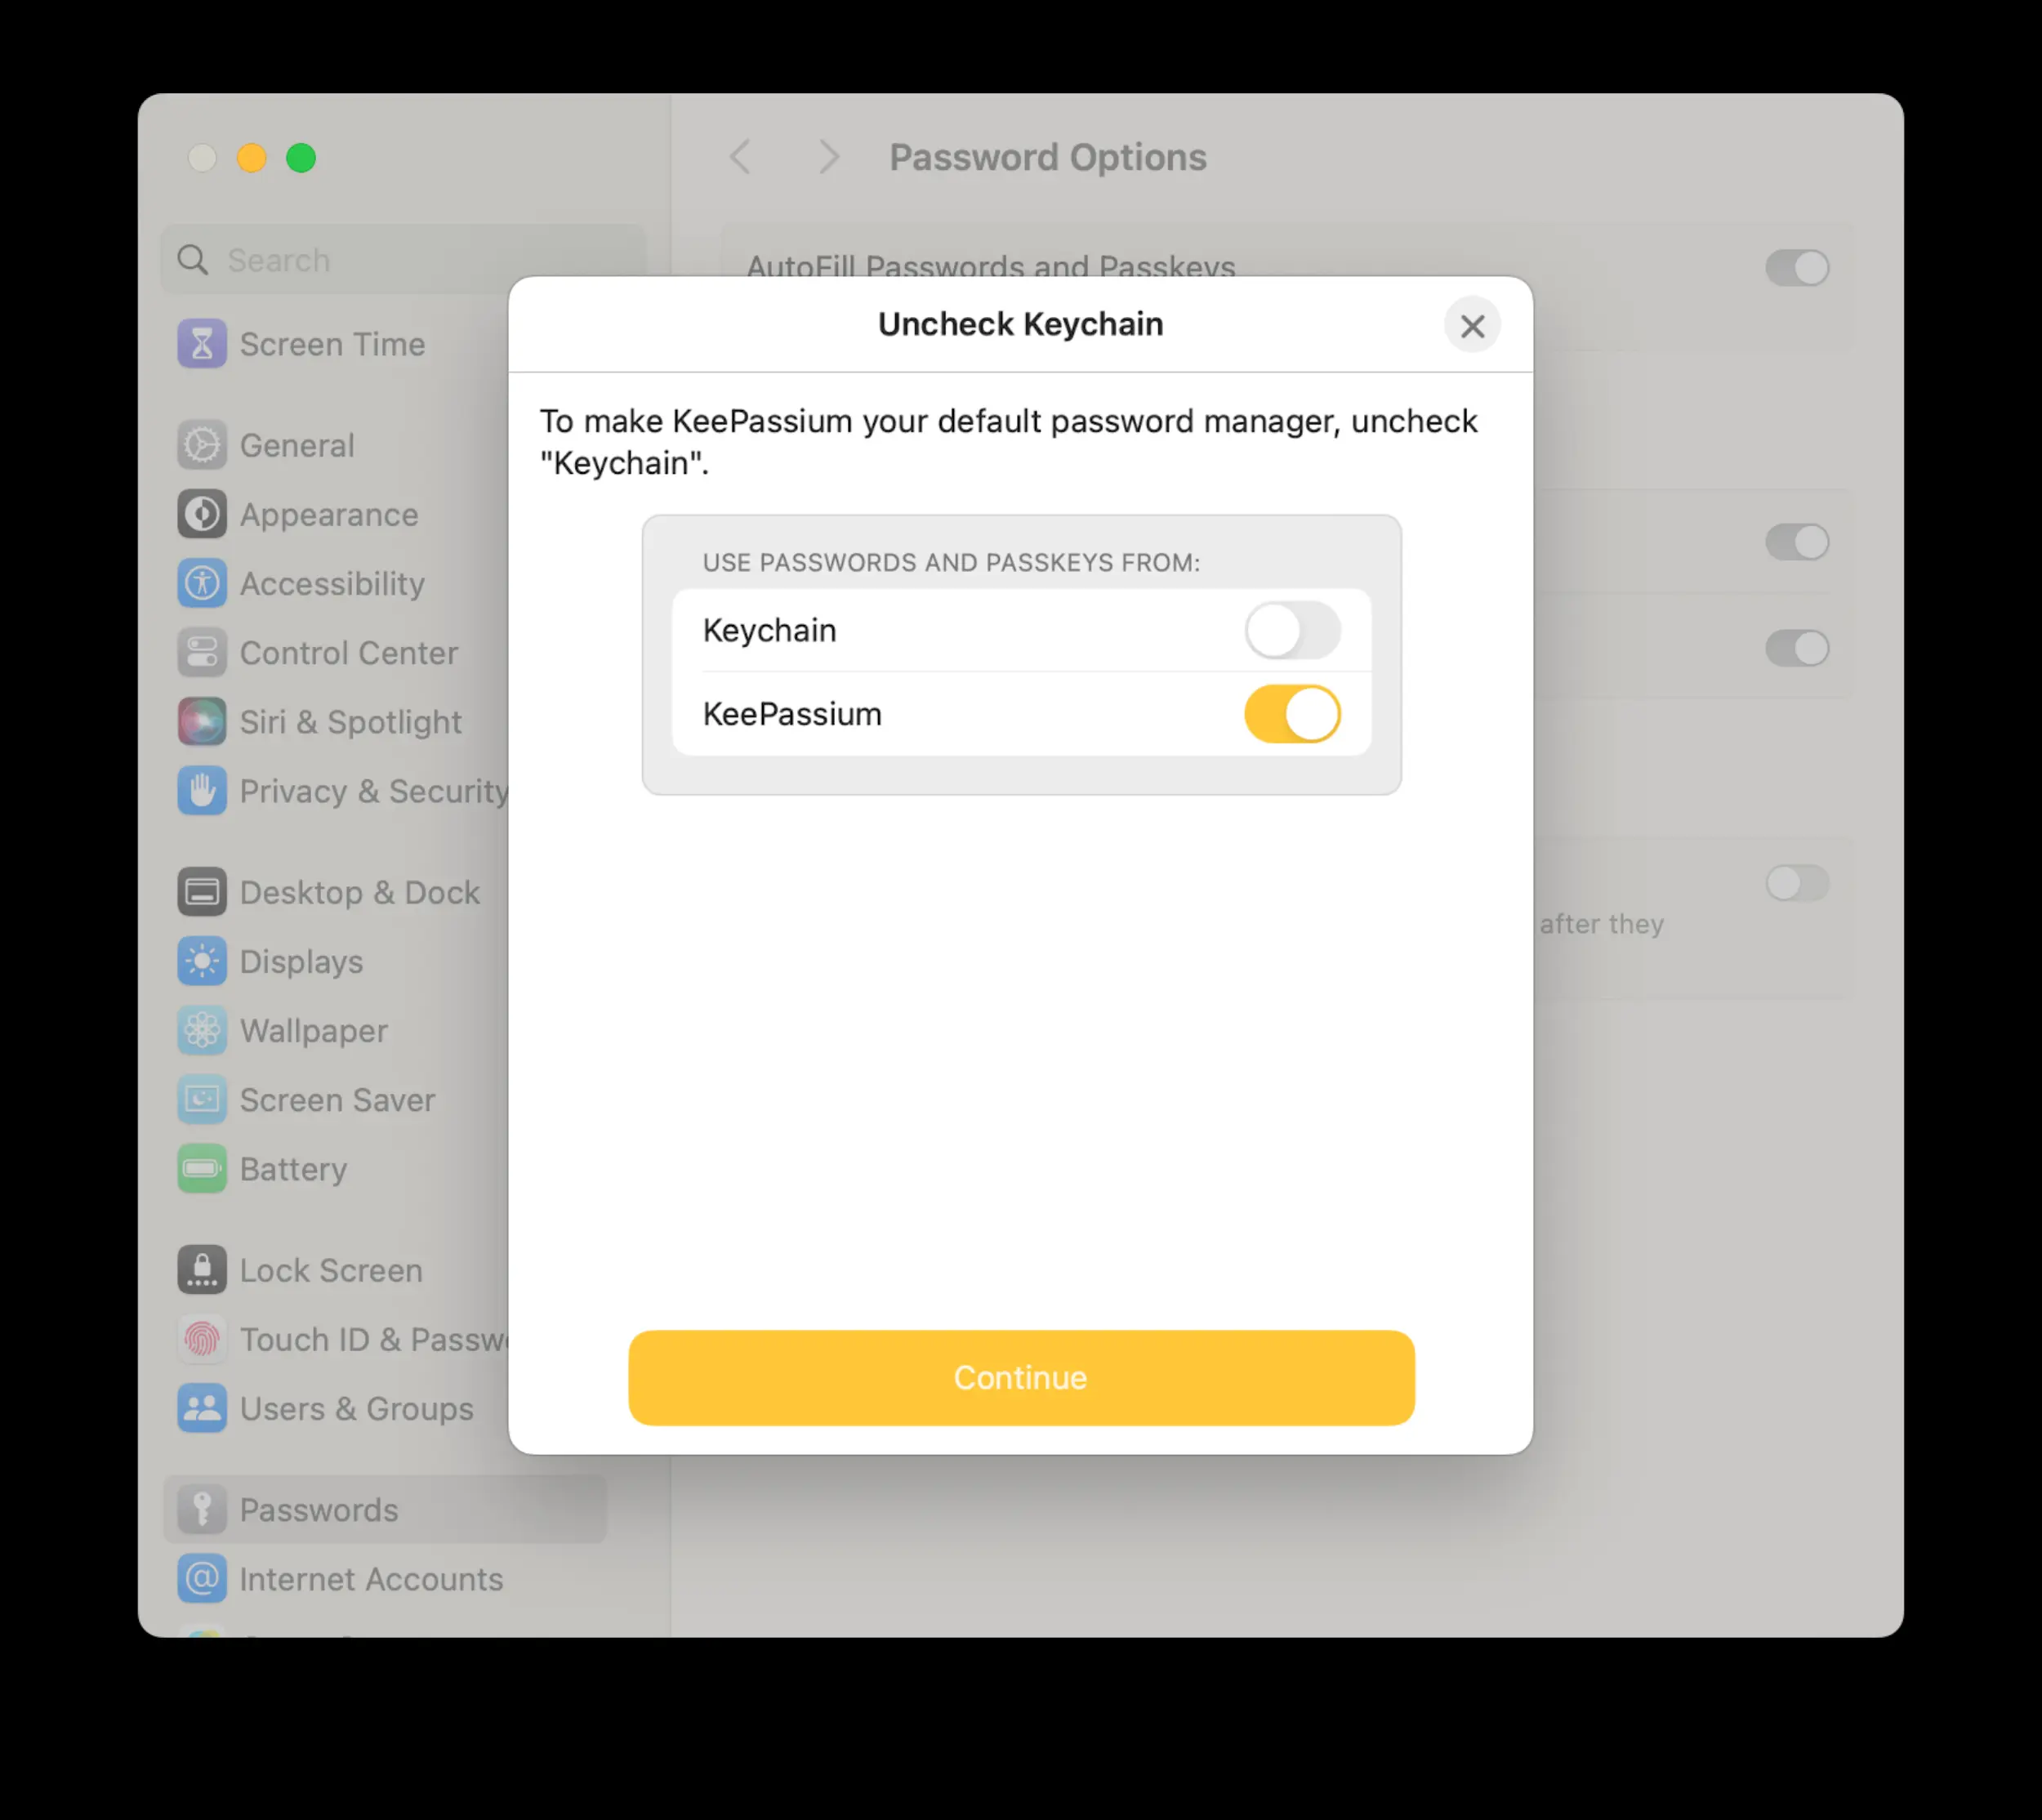 Password Options
Search
AutoFill Passwords and Passkeys
Screen Time
General
Appearance
Accessibility
Control Center
Siri & Spotlight
Privacy & Security
Desktop & Dock
Displays
Wallpaper
Screen Saver
Battery
Lock Screen
Touch ID &
Users & Groups
Passwords
Internet Accounts
Uncheck Keychain
To make KeePassium your default password manager, uncheck
"Keychain".
USE PASSWORDS AND PASSKEYS FROM:
Keychain
KeePassium
Continue
after they